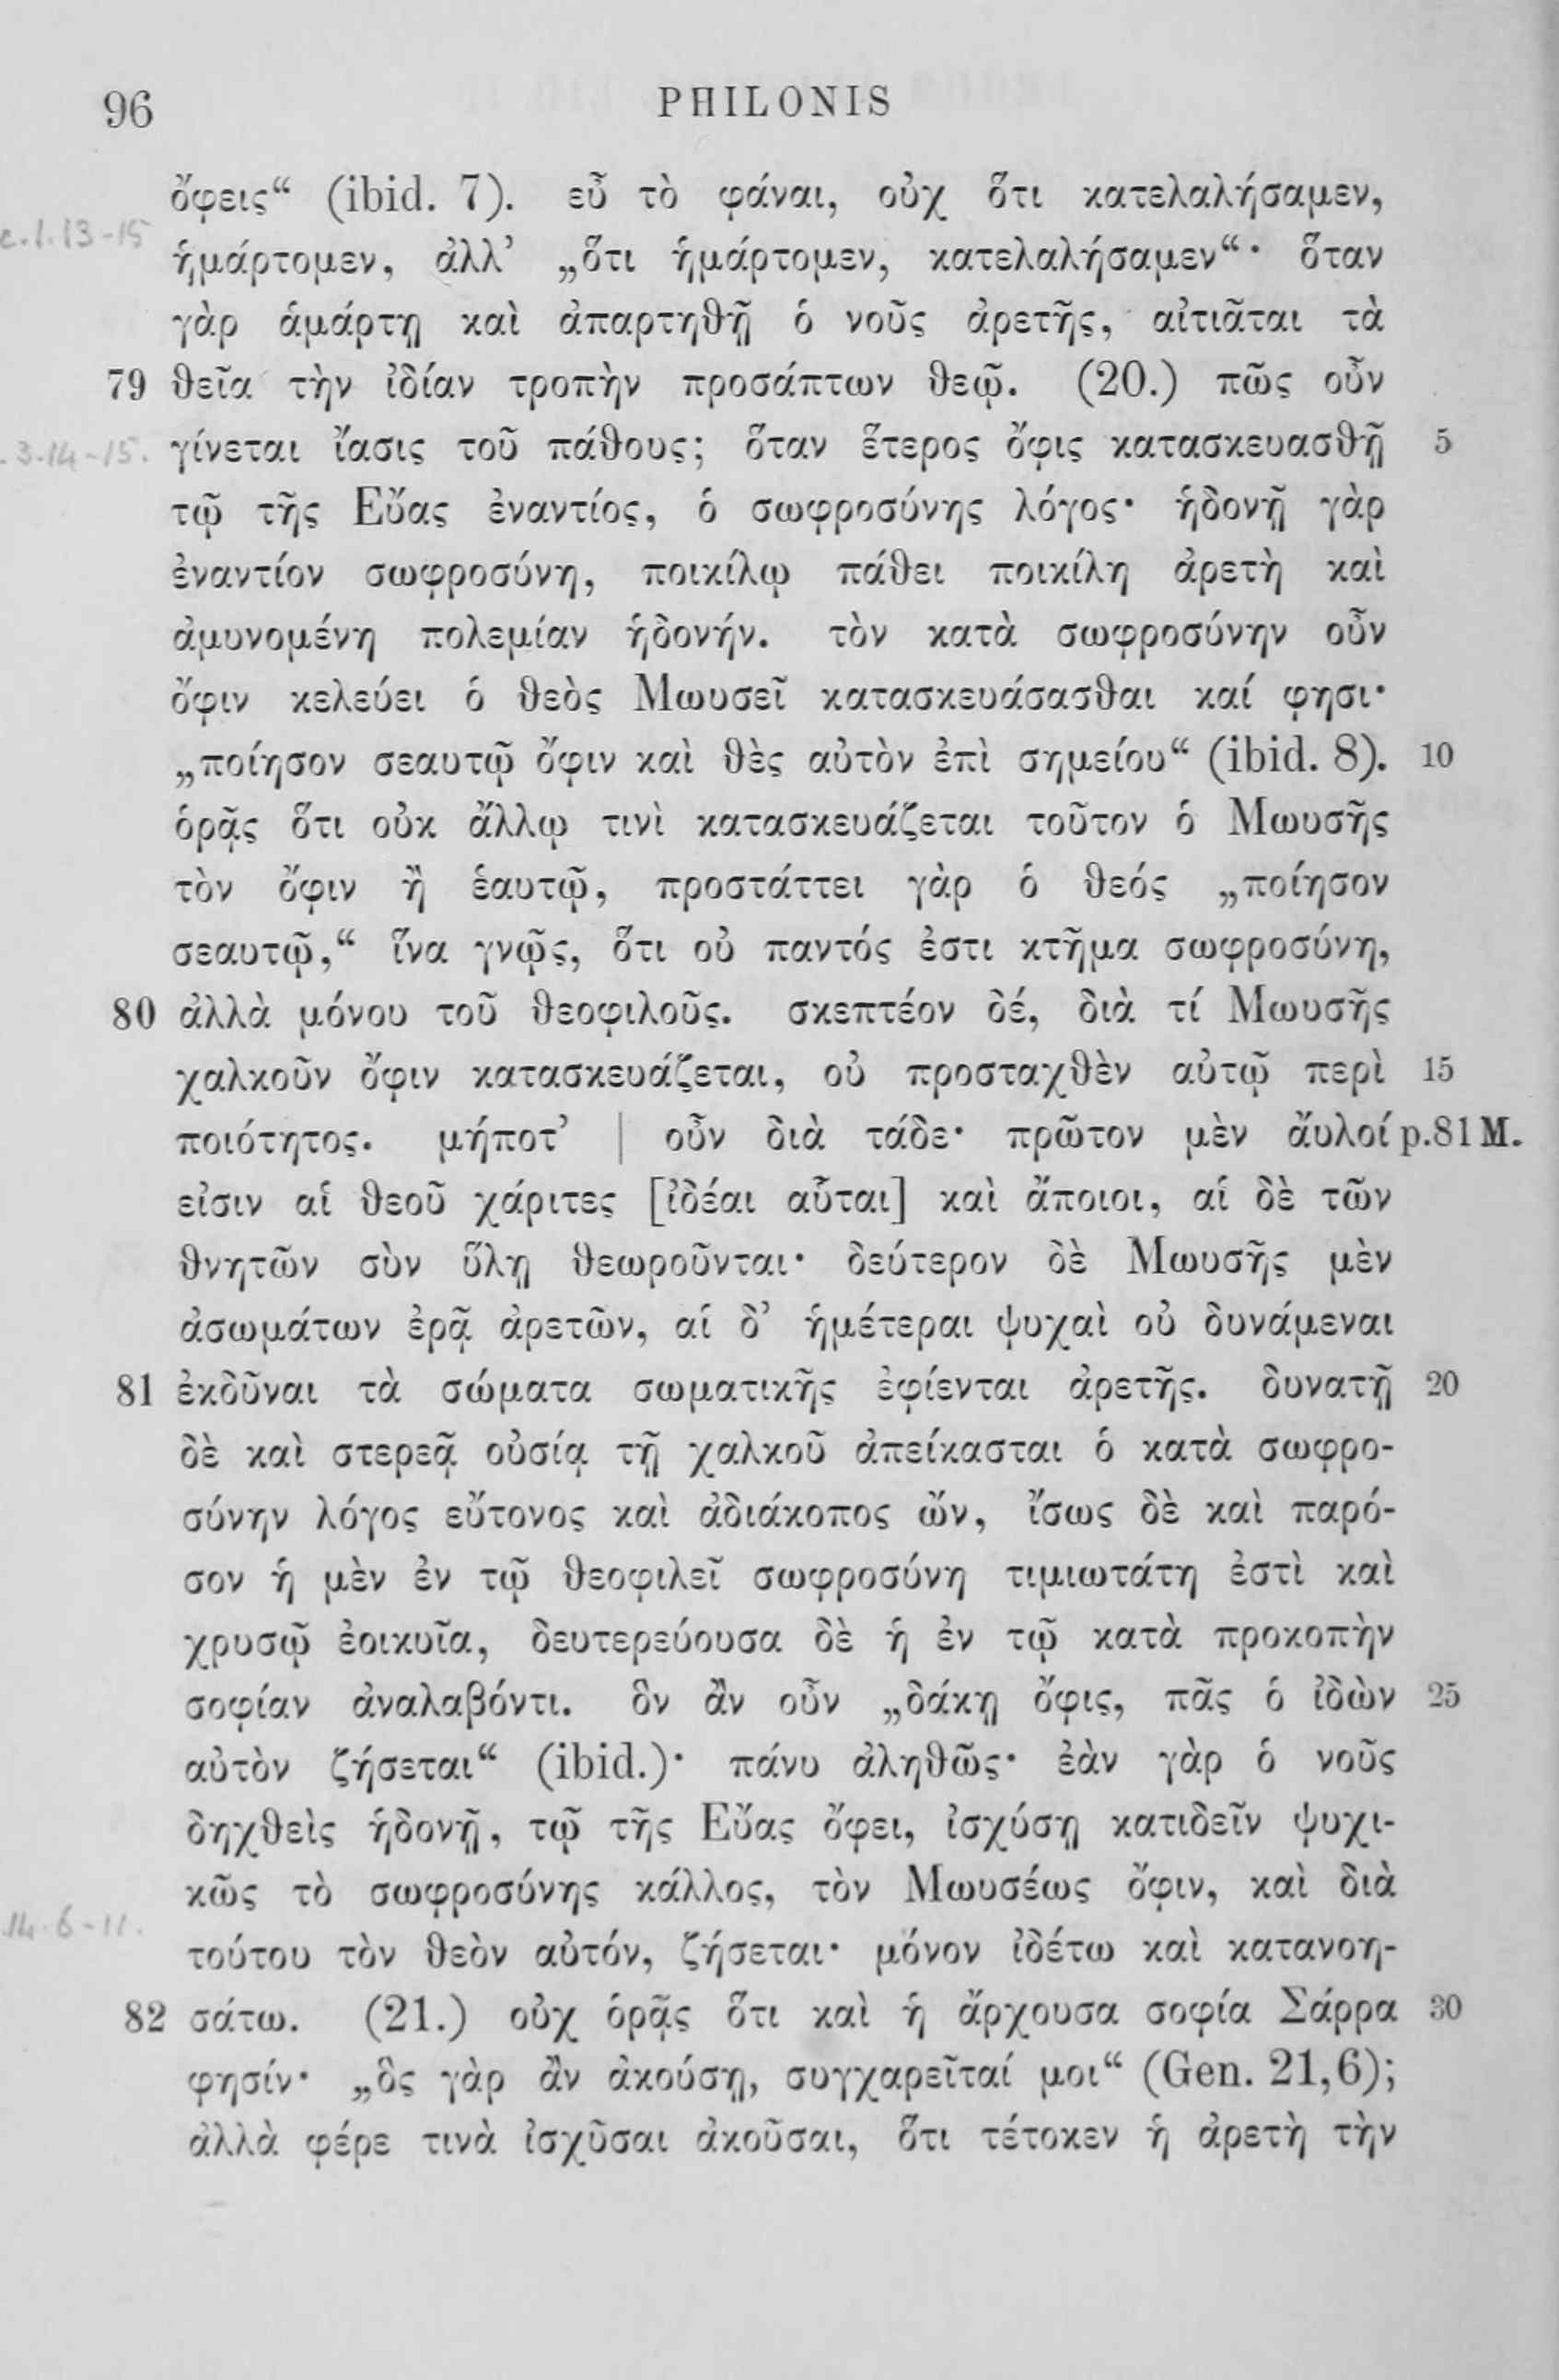 96 PHILONIS
ὄφεις“ (ibid. 7). εὖ τὸ φάναι, οὐχ ὅτι κατελαλήσαμεν,
c.1.13-15
ἡμάρτομεν, ἀλλ’ „ὅτι ἡμάρτομεν, κατελαλήσαμεν“· ὅταν
γὰρ ἁμάρτῃ καὶ ἀπαρτηθῇ ὁ νοῦς ἀρετῆς, αἰτιᾶται τὰ
79 θεῖα τὴν ἰδίαν τροπὴν προσάπτων θεῷ. (20.) πῶς οὖν
.3.14-15.
γίνεται ἴασις τοῦ πάθους; ὅταν ἕτερος ὄφις κατασκευασθῇ 5
τῷ τῆς Εὔας ἐναντίος, ὁ σωφροσύνης λόγος· ἡδονῇ γὰρ
ἐναντίον σωφροσύνη, ποικίλῳ πάθει ποικίλη ἀρετὴ καὶ
ἀμυνομένη πολεμίαν ἡδονήν. τὸν κατὰ σωφροσύνην οὖν
ὄφιν κελεύει ὁ θεὸς Μωυσεῖ κατασκευάσασθαι καί φησι·
„ποίησον σεαυτῷ ὄφιν καὶ θὲς αὐτὸν ἐπὶ σημείου“ (ibid. 8). 10
ὁρᾷς ὅτι οὐκ ἄλλῳ τινὶ κατασκευάζεται τοῦτον ὁ Μωυσῆς
τὸν ὄφιν ἢ ἑαυτῷ, προστάττει γὰρ ὁ θεός „ποίησον
σεαυτῷ,“ ἵνα γνῷς, ὅτι οὐ παντός ἐστι κτῆμα σωφροσύνη,
80 ἀλλὰ μόνου τοῦ θεοφιλοῦς. σκεπτέον δέ, διὰ τί Μωυσῆς
χαλκοῦν ὄφιν κατασκευάζεται, οὐ προσταχθὲν αὐτῷ περὶ 15
ποιότητος. μήποτ’ | οὖν διὰ τάδε· πρῶτον μὲν ἄυλοί p.81 M.
εἰσιν αἱ θεοῦ χάριτες [ἰδέαι αὗται] καὶ ἄποιοι, αἱ δὲ τῶν
θνητῶν σὺν ὕλῃ θεωροῦνται· δεύτερον δὲ Μωυσῆς μὲν
ἀσωμάτων ἐρᾷ ἀρετῶν, αἱ δ’ ἡμέτεραι ψυχαὶ οὐ δυνάμεναι
81 ἐκδῦναι τὰ σώματα σωματικῆς ἐφίενται ἀρετῆς. δυνατῇ 20
δὲ καὶ στερεᾷ οὐσίᾳ τῇ χαλκοῦ ἀπείκασται ὁ κατὰ σωφρο-
σύνην λόγος εὔτονος καὶ ἀδιάκοπος ὤν, ἴσως δὲ καὶ παρό-
σον ἡ μὲν ἐν τῷ θεοφιλεῖ σωφροσύνη τιμιωτάτη ἐστὶ καὶ
χρυσῷ ἐοικυῖα, δευτερεύουσα δὲ ἡ ἐν τῷ κατὰ προκοπὴν
σοφίαν ἀναλαβόντι. ὃν ἂν οὖν „δάκῃ ὄφις, πᾶς ὁ ἰδὼν 25
αὐτὸν ζήσεται“ (ibid.)· πάνυ ἀληθῶς· ἐὰν γὰρ ὁ νοῦς
δηχθεὶς ἡδονῇ, τῷ τῆς Εὔας ὄφει, ἰσχύσῃ κατιδεῖν ψυχι-
κῶς τὸ σωφροσύνης κάλλος, τὸν Μωυσέως ὄφιν, καὶ διὰ
14.6-11.
τούτου τὸν θεὸν αὐτόν, ζήσεται· μόνον ἰδέτω καὶ κατανοη-
82 σάτω. (21.) οὐχ ὁρᾷς ὅτι καὶ ἡ ἄρχουσα σοφία Σάρρα 30
φησίν· „ὃς γὰρ ἂν ἀκούσῃ, συγχαρεῖταί μοι“ (Gen. 21,6);
ἀλλὰ φέρε τινὰ ἰσχῦσαι ἀκοῦσαι, ὅτι τέτοκεν ἡ ἀρετὴ τὴν